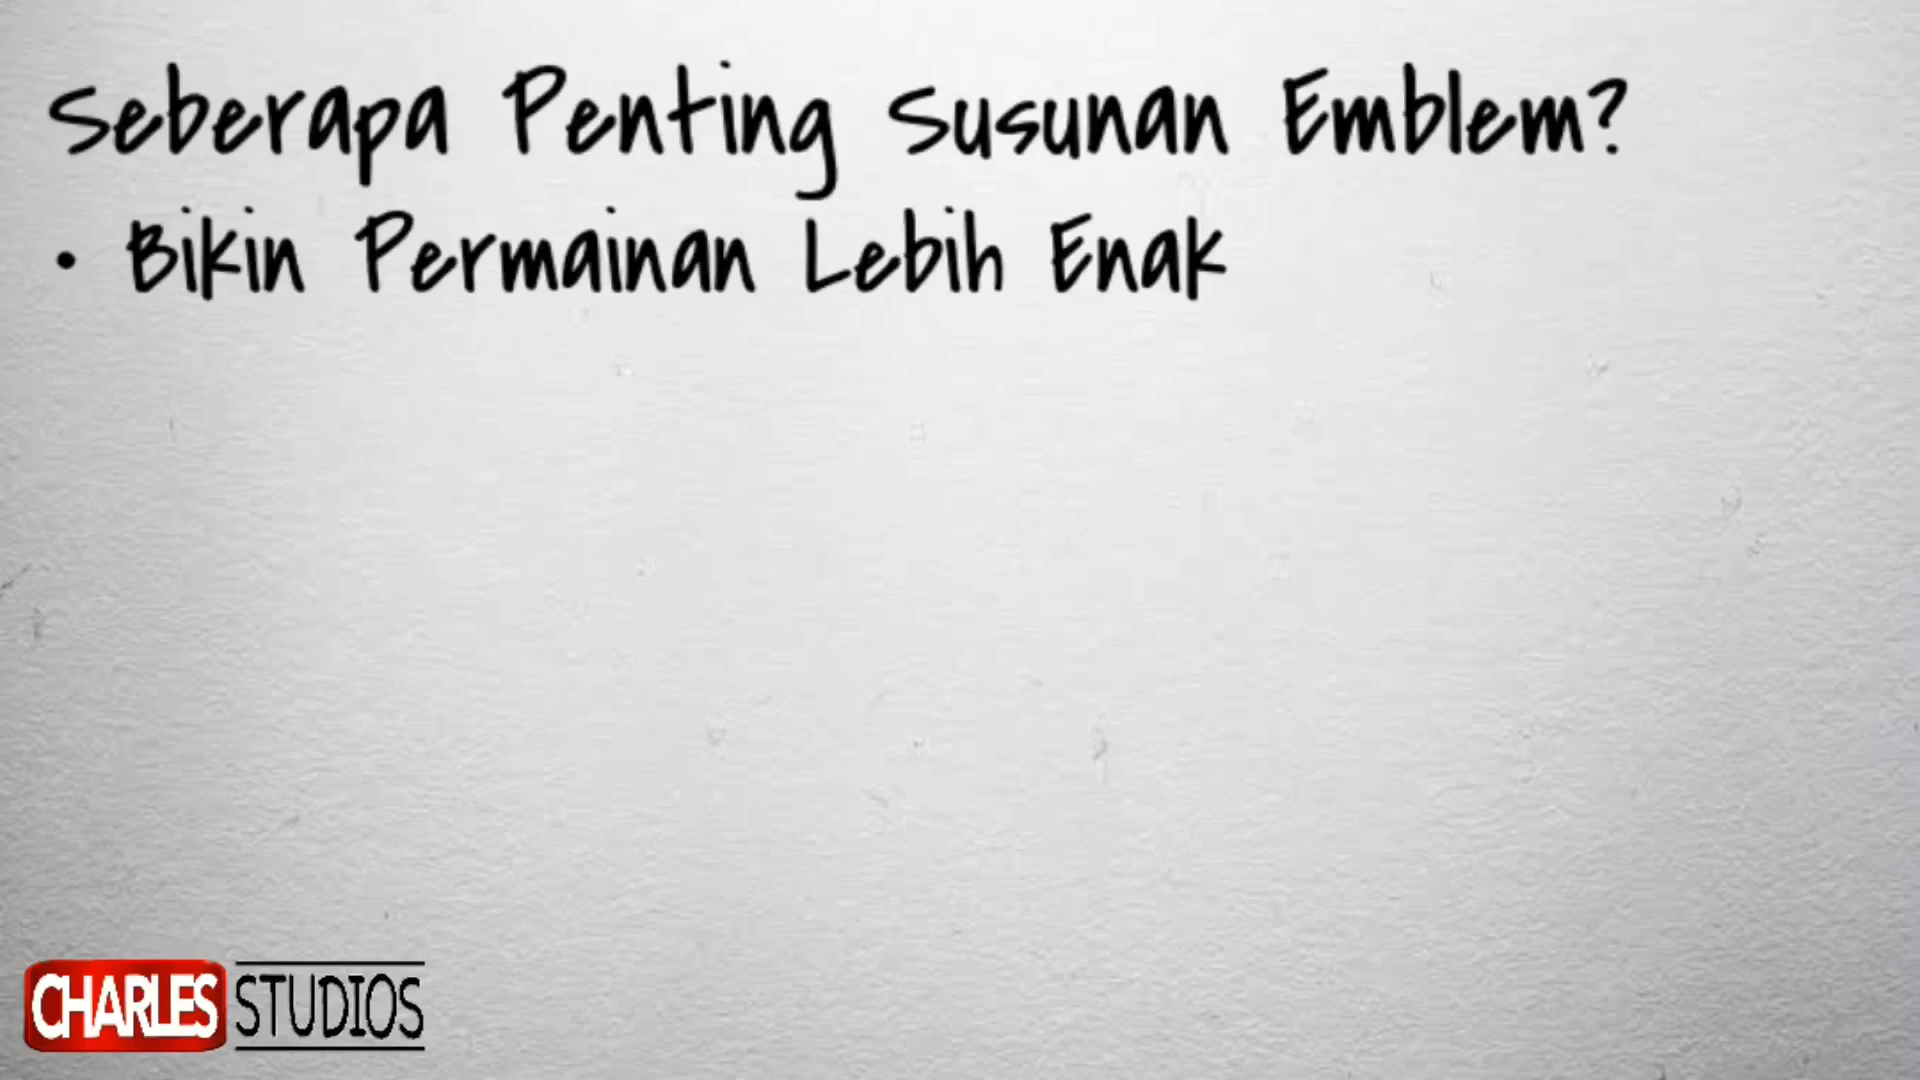 Seberapa Penting Susunan Emblem?
• Bikin Permainan Lebih Enak
CHARLES STUDIOS